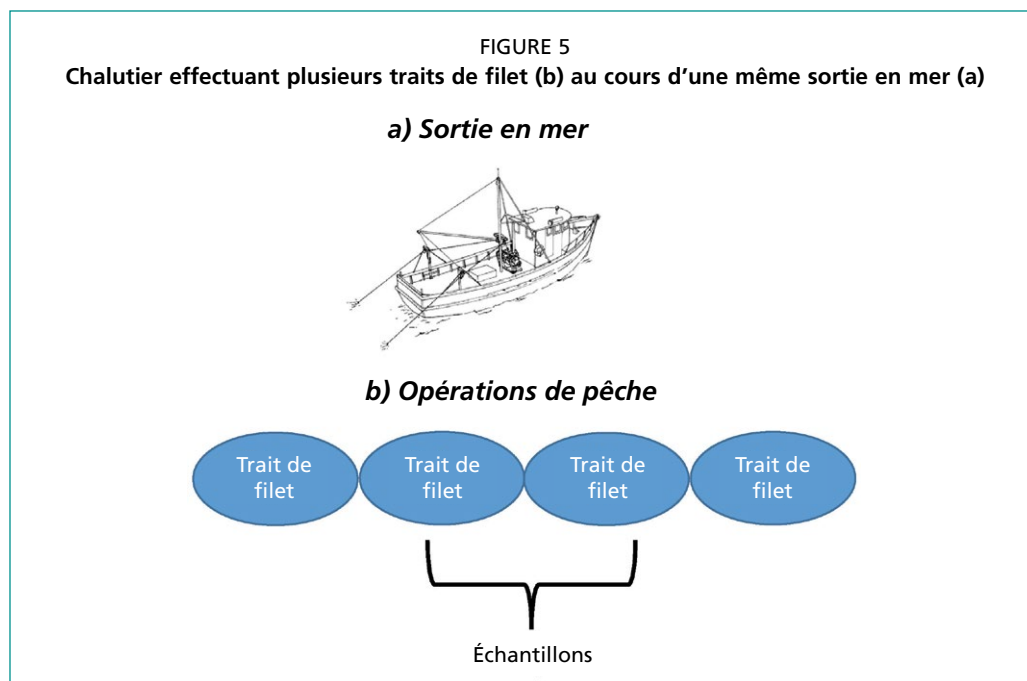 FIGURE 5
Chalutier effectuant plusieurs traits de filet (b) au cours d’une même sortie en mer (a)
a) Sortie en mer
b) Opérations de pêche
Trait de filet
Trait de filet
Trait de filet
Trait de filet
Échantillons